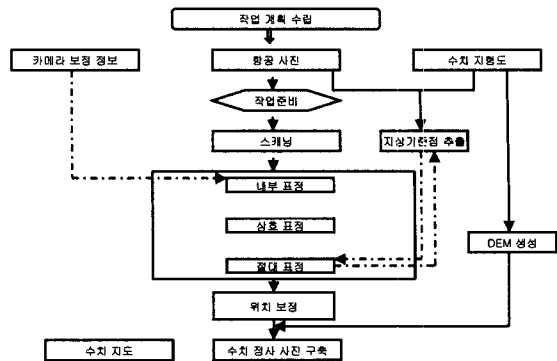 작업 계획 수립
카메라 보정 정보
항공 사진
수치 지형도
작업준비
스캐닝
지상기준점 추출
내부 표정
상호 표정
절대 표정
DEM 생성
위치 보정
수치 지도
수치 정사 사진 구축